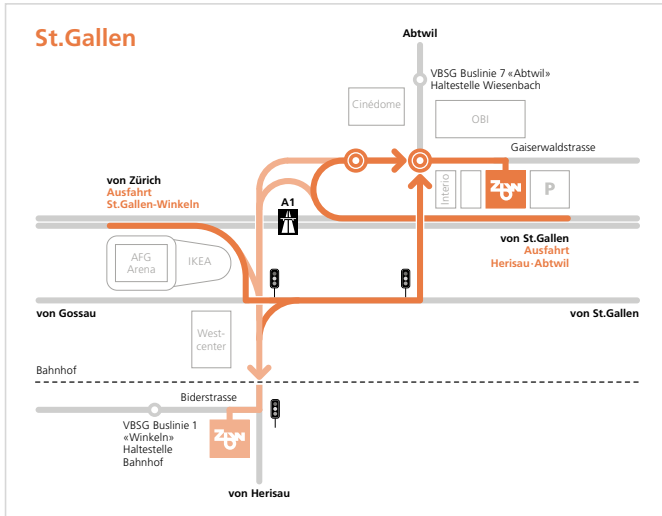 St.Gallen
Abtwil
VBSG Buslinie 7 «Abtwil»
Haltestelle Wiesenbach
Cinédome
OBI
Gaiserwaldstrasse
von Zürich
Ausfahrt
St.Gallen-Winkeln
Interio
ZbW
P
A1
von St.Gallen
Ausfahrt
Herisau-Abtwil
AFG
Arena
IKEA
von Gossau
von St.Gallen
West-
center
Bahnhof
Biderstrasse
VBSG Buslinie 1
«Winkeln»
Haltestelle
Bahnhof
ZbW
von Herisau